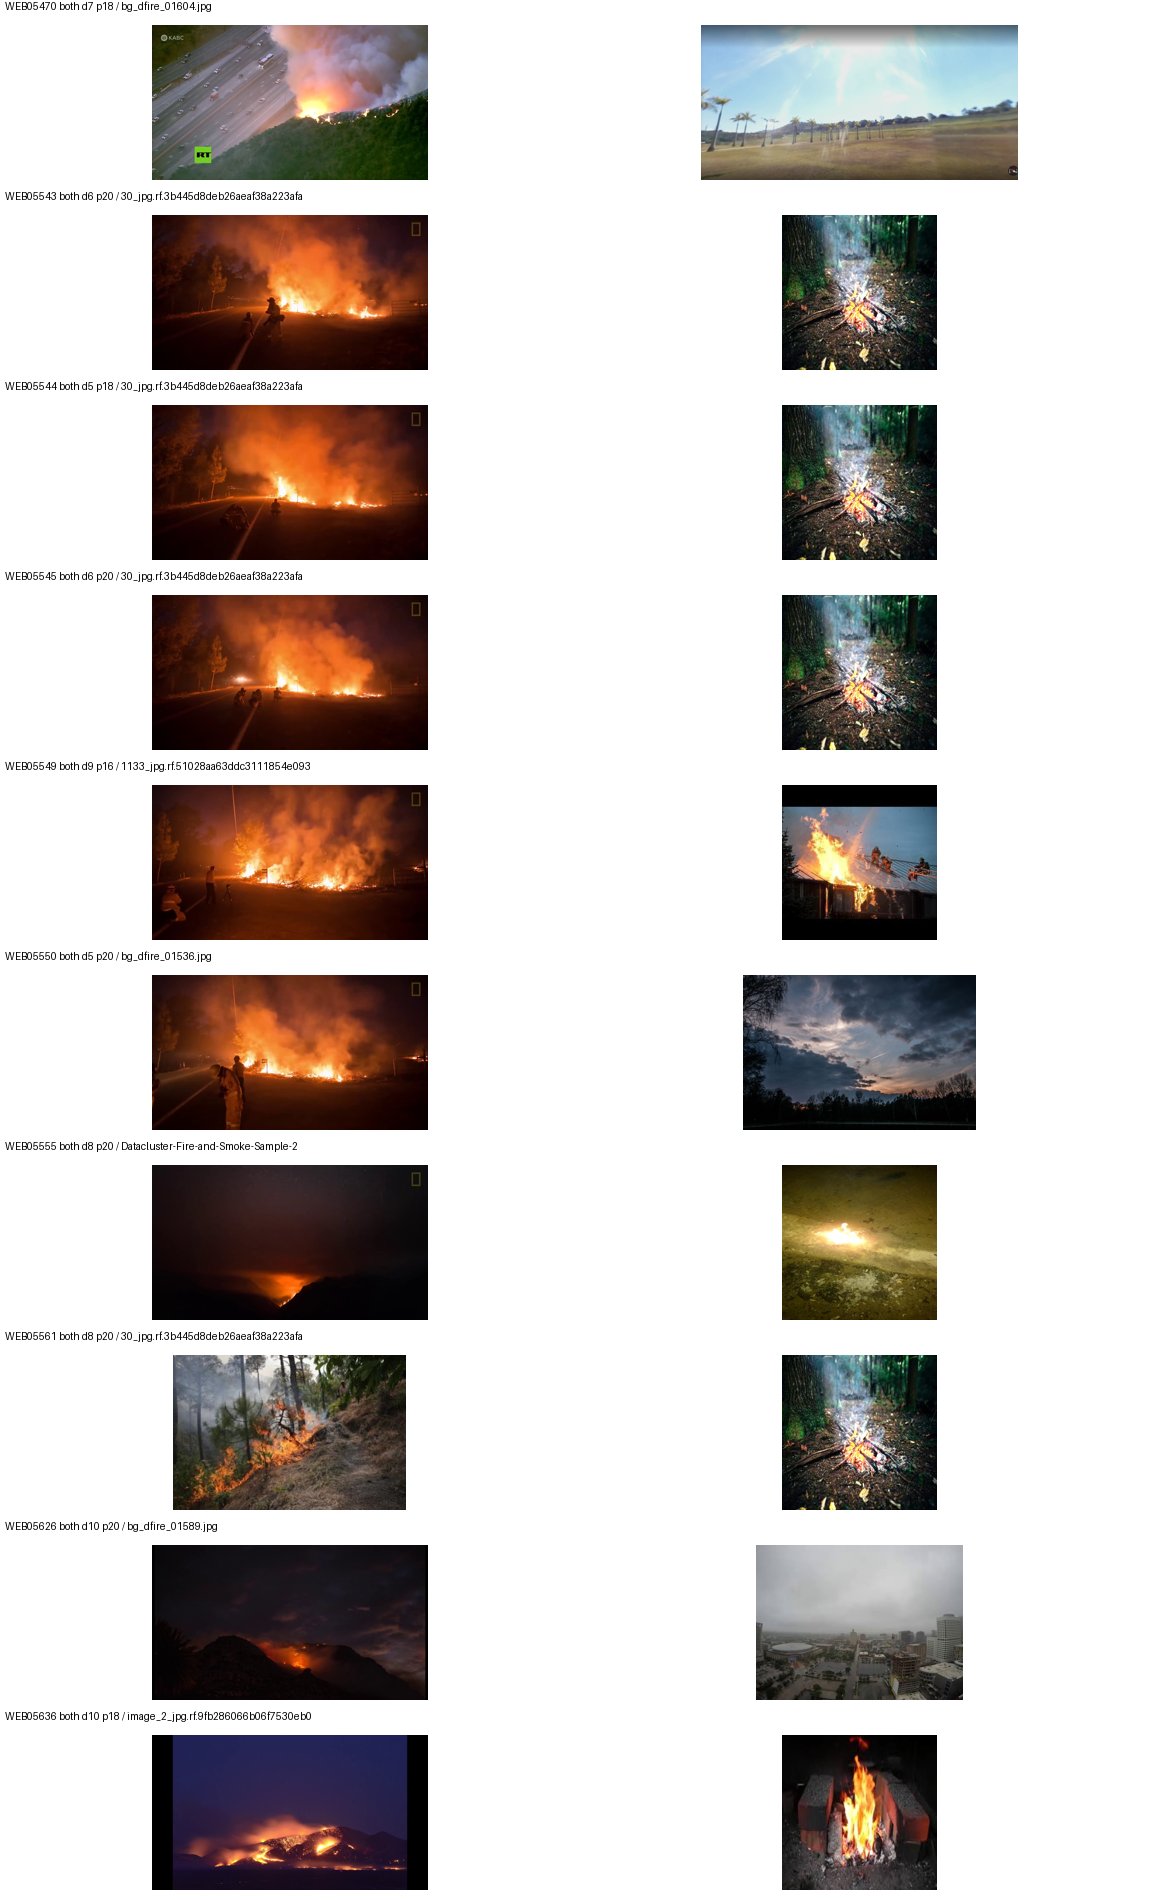 WEB05470 both d7 p18 / bg_dfire_01604.jpg
KABC
RT
WEB05543 both d6 p20 / 30_jpg.rf.3b445d8deb26aeaf38a223afa
WEB05544 both d5 p18 / 30_jpg.rf.3b445d8deb26aeaf38a223afa
WEB05545 both d6 p20 / 30_jpg.rf.3b445d8deb26aeaf38a223afa
WEB05549 both d9 p16 / 1133_jpg.rf.51028aa63ddc3111854e093
WEB05550 both d5 p20 / bg_dfire_01536.jpg
WEB05555 both d8 p20 / Datacluster-Fire-and-Smoke-Sample-2
WEB05561 both d8 p20 / 30_jpg.rf.3b445d8deb26aeaf38a223afa
WEB05626 both d10 p20 / bg_dfire_01589.jpg
WEB05636 both d10 p18 / image_2_jpg.rf.9fb286066b06f7530eb0